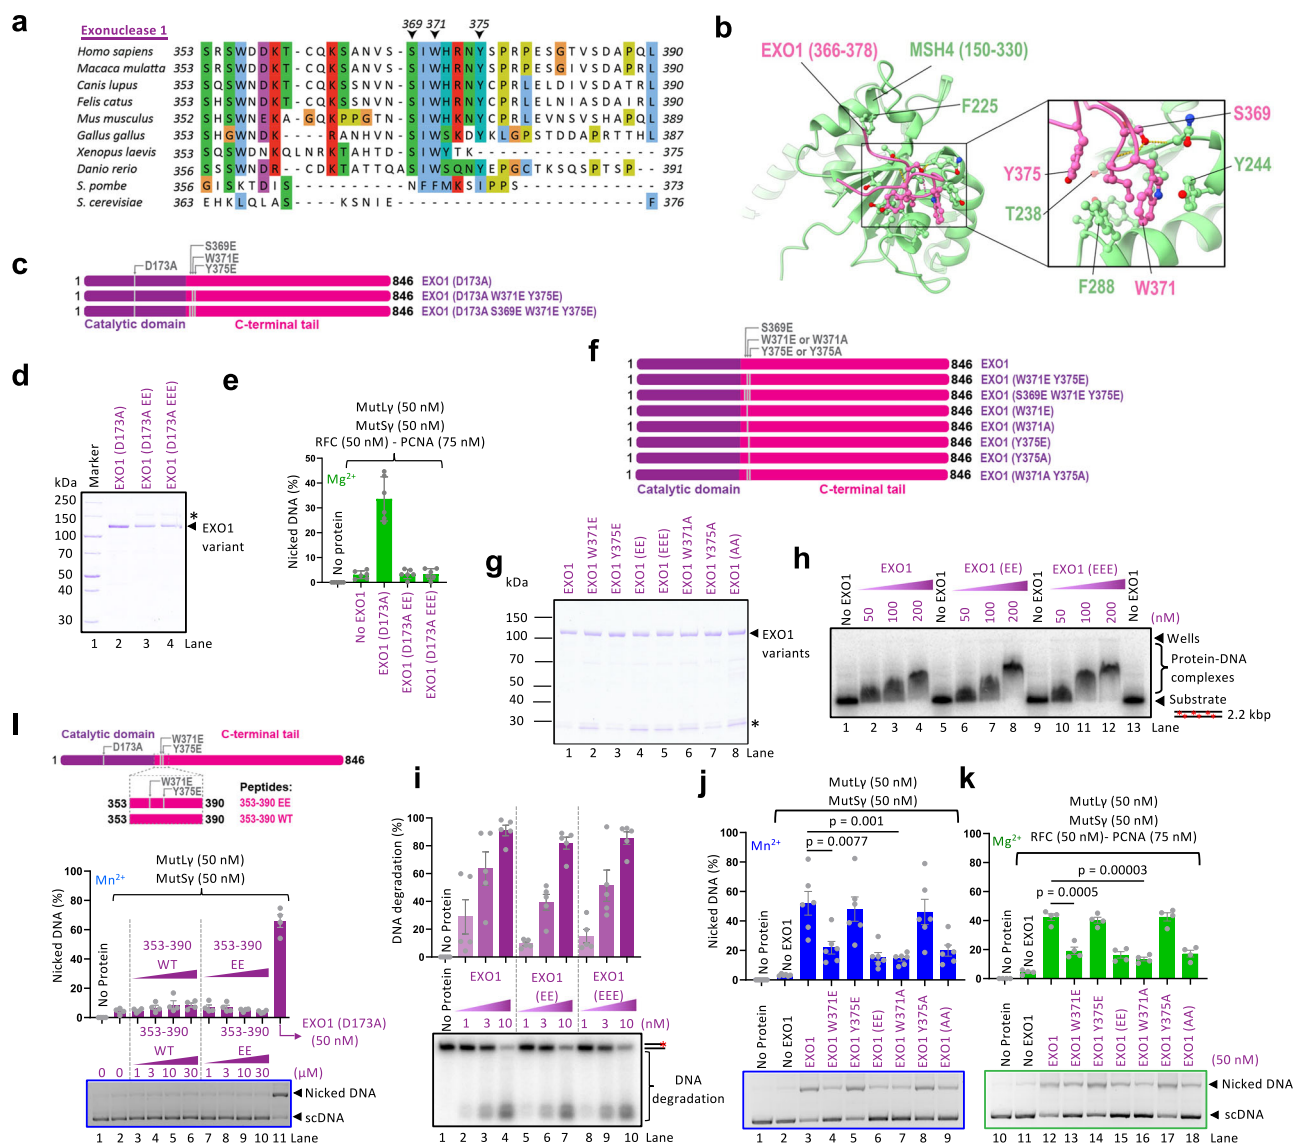 a
Exonuclease 1
369 371 375
Homo sapiens 353 SRSWDDKT-CQKSANVS-SIWHRNYSPRPESGTVSDAPQL 390
Macaca mulatta 353 SRSWDDKT-CQKSANVS-SIWHRNYSPRPESGIVSDAPRL 390
Canis lupus 353
Felis catus 353
Mus musculus 352
Gallus gallus 353
Xenopus laevis 353 375
Danio rerio 356 391
S. pombe 356 373
S. cerevisiae 363 EHKLQLAS KSNIE F 376
390
390
389
387
b
EXO1 (366-378)
MSH4 (150-330)
F225
S369
Y375
Y244
T238
F288
W371
c
S369E
D173A
W371E
Y375E
1 846 EXO1 (D173A)
1 846 EXO1 (D173A W371E Y375E)
1 846 EXO1 (D173A S369E W371E Y375E)
Catalytic domain C-terminal tail
d
Marker
EXO1 (D173A)
EXO1 (D173A EE)
EXO1 (D173A EEE)
kDa
250
150
100
70
50
40
30
*
EXO1
variant
1 2 3 4 Lane
e
MutLγ (50 nM)
MutSγ (50 nM)
RFC (50 nM) - PCNA (75 nM)
Nicked DNA (%)
50
40
30
20
10
0
Mg2+
No protein
No EXO1
EXO1 (D173A)
EXO1 (D173A EE)
EXO1 (D173A EEE)
f
S369E
W371E or W371A
Y375E or Y375A
1 846 EXO1
1 846 EXO1 (W371E Y375E)
1 846 EXO1 (S369E W371E Y375E)
1 846 EXO1 (W371E)
1 846 EXO1 (W371A)
1 846 EXO1 (Y375E)
1 846 EXO1 (Y375A)
1 846 EXO1 (W371A Y375A)
Catalytic domain C-terminal tail
g
EXO1
EXO1 W371E
EXO1 Y375E
EXO1 (EE)
EXO1 (EEE)
EXO1 W371A
EXO1 Y375A
EXO1 (AA)
kDa
150
100
70
50
40
30
EXO1
variants
*
1 2 3 4 5 6 7 8 Lane
h
EXO1 EXO1 (EE) EXO1 (EEE)
No EXO1 50 100 200 No EXO1 50 100 200 No EXO1 50 100 200 No EXO1 (nM)
Wells
Protein-DNA
complexes
Substrate
2.2 kbp
1 2 3 4 5 6 7 8 9 10 11 12 13 Lane
l
Catalytic domain C-terminal tail
W371E
D173A Y375E
1 846
W371E
Y375E
Peptides:
353 390 353-390 EE
353 390 353-390 WT
MutLγ (50 nM)
MutSγ (50 nM)
Mn2+
Nicked DNA (%)
100
80
60
40
20
0
No Protein
353-390 353-390
WT EE
353-390 353-390
WT EE
EXO1 (D173A)
(50 nM)
0 0 1 3 10 30 1 3 10 30 (µM)
Nicked DNA
scDNA
1 2 3 4 5 6 7 8 9 10 11 Lane
i
DNA degradation (%)
100
80
60
40
20
0
No Protein
EXO1 EXO1 (EE) EXO1 (EEE)
No Protein 1 3 10 1 3 10 1 3 10 (nM)
DNA
degradation
1 2 3 4 5 6 7 8 9 10 Lane
j
MutLγ (50 nM)
MutSγ (50 nM)
p = 0.001
p = 0.0077
Mn2+
Nicked DNA (%)
100
80
60
40
20
0
No Protein
No EXO1
No Protein
No EXO1
EXO1
EXO1 W371E
EXO1 Y375E
EXO1 (EE)
EXO1 W371A
EXO1 Y375A
EXO1 (AA)
1 2 3 4 5 6 7 8 9
k
MutLγ (50 nM)
MutSγ (50 nM)
RFC (50 nM)- PCNA (75 nM)
Mg2+
p = 0.00003
p = 0.0005
100
80
60
40
20
0
No Protein
No EXO1
No Protein
No EXO1
EXO1
EXO1 W371E
EXO1 Y375E
EXO1 (EE)
EXO1 W371A
EXO1 Y375A
EXO1 (AA)
(50 nM)
Nicked DNA
scDNA
10 11 12 13 14 15 16 17 18 Lane